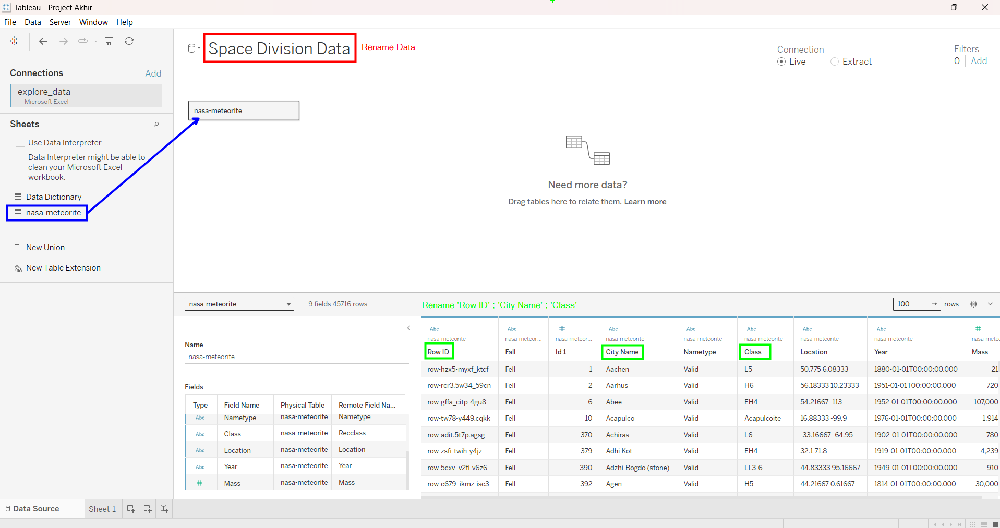 Tableau - Project Akhir
File Data Server Window Help
Space Division Data
Rename Data
Connection
Live Extract
Filters
0 Add
Connections Add
explore_data
Microsoft Excel
Sheets
Use Data Interpreter
Data Interpreter might be able to
clean your Microsoft Excel
workbook.
Data Dictionary
nasa-meteorite
New Union
New Table Extension
nasa-meteorite
Need more data?
Drag tables here to relate them. Learn more
nasa-meteorite 9 fields 45716 rows
Rename 'Row ID' ; 'City Name' ; 'Class'
100 → rows
Name
nasa-meteorite
Fields
Type Field Name Physical Table Remote Field Na...
Abc Nametype nasa-meteorite Nametype
Abc Class nasa-meteorite Recclass
Abc Location nasa-meteorite Location
Abc Year nasa-meteorite Year
# Mass nasa-meteorite Mass
Abc Abc # Abc Abc Abc Abc Abc #
nasa-meteorite nasa-meteor... nasa-meteor... nasa-meteorite nasa-meteorite nasa-meteorite nasa-meteorite nasa-meteorite nasa-metec
Row ID Fall Id 1 City Name Nametype Class Location Year Mass
row-hzx5-myxf_ktcf Fell 1 Aachen Valid L5 50.775 6.08333 1880-01-01T00:00:00.000 21
row-rcr3.5w34_59cn Fell 2 Aarhus Valid H6 56.18333 10.23333 1951-01-01T00:00:00.000 720
row-gffa_citp-4gu8 Fell 6 Abee Valid EH4 54.21667 -113 1952-01-01T00:00:00.000 107,000
row-tw78-y449.cqkk Fell 10 Acapulco Valid Acapulcoite 16.88333 -99.9 1976-01-01T00:00:00.000 1,914
row-adit.5t7p.agsg Fell 370 Achiras Valid L6 -33.16667 -64.95 1902-01-01T00:00:00.000 780
row-zsfi-twih-y4jz Fell 379 Adhi Kot Valid EH4 32.1 71.8 1919-01-01T00:00:00.000 4,239
row-5cxv_v2fi-v6z6 Fell 390 Adzhi-Bogdo (stone) Valid LL3-6 44.83333 95.16667 1949-01-01T00:00:00.000 910
row-c679_ikmz-isc3 Fell 392 Agen Valid H5 44.21667 0.61667 1814-01-01T00:00:00.000 30,000
Data Source Sheet 1